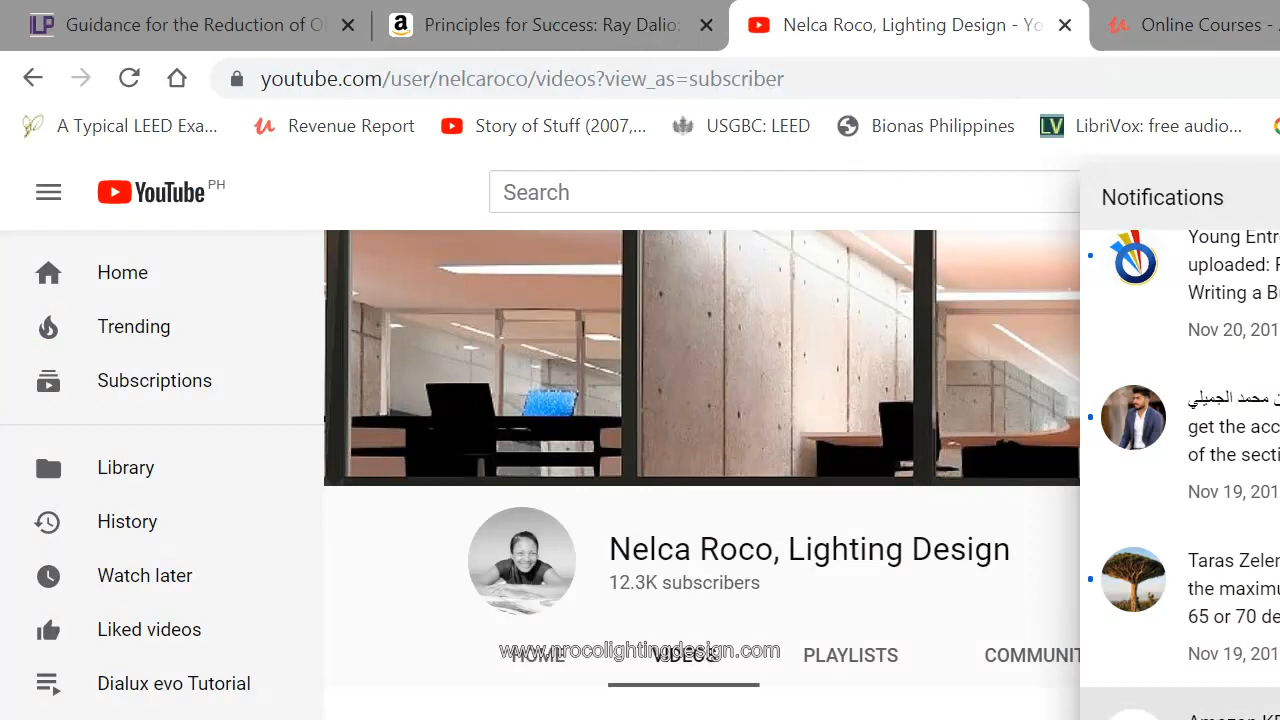 Guidance for the Reduction of O
Principles for Success: Ray Dalio:
Nelca Roco, Lighting Design - Yo
Online Courses -
youtube.com/user/nelcaroco/videos?view_as=subscriber
A Typical LEED Exa...
Revenue Report
Story of Stuff (2007,...
USGBC: LEED
Bionas Philippines
LV
LibriVox: free audio...
YouTube PH
Search
Notifications
Home
Trending
Subscriptions
Library
History
Watch later
Liked videos
Dialux evo Tutorial
Nelca Roco, Lighting Design
12.3K subscribers
www.nrocolightingdesign.com
HOME
VIDEOS
PLAYLISTS
COMMUNIT
Young Entr
uploaded: 
Writing a B
Nov 20, 201
ن محمد الجميلي
get the acc
of the secti
Nov 19, 201
Taras Zeler
the maxim
65 or 70 de
Nov 19, 201